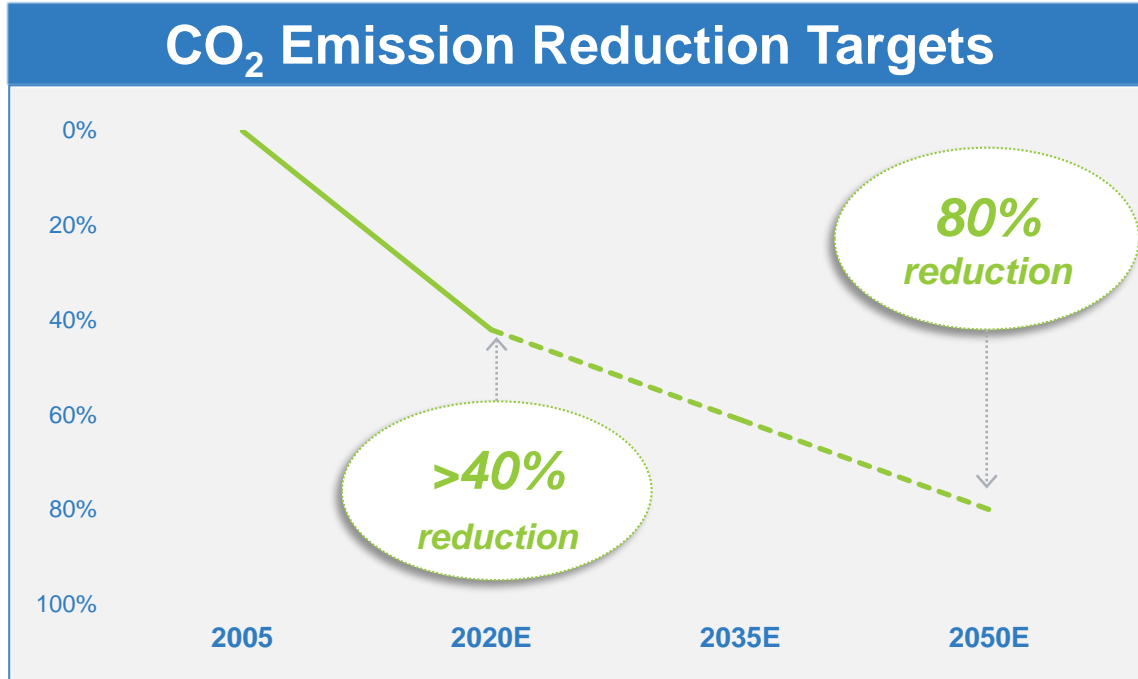 CO₂ Emission Reduction Targets
0%
20%
40%
60%
80%
100%
80%
reduction
>40%
reduction
2005 2020E 2035E 2050E